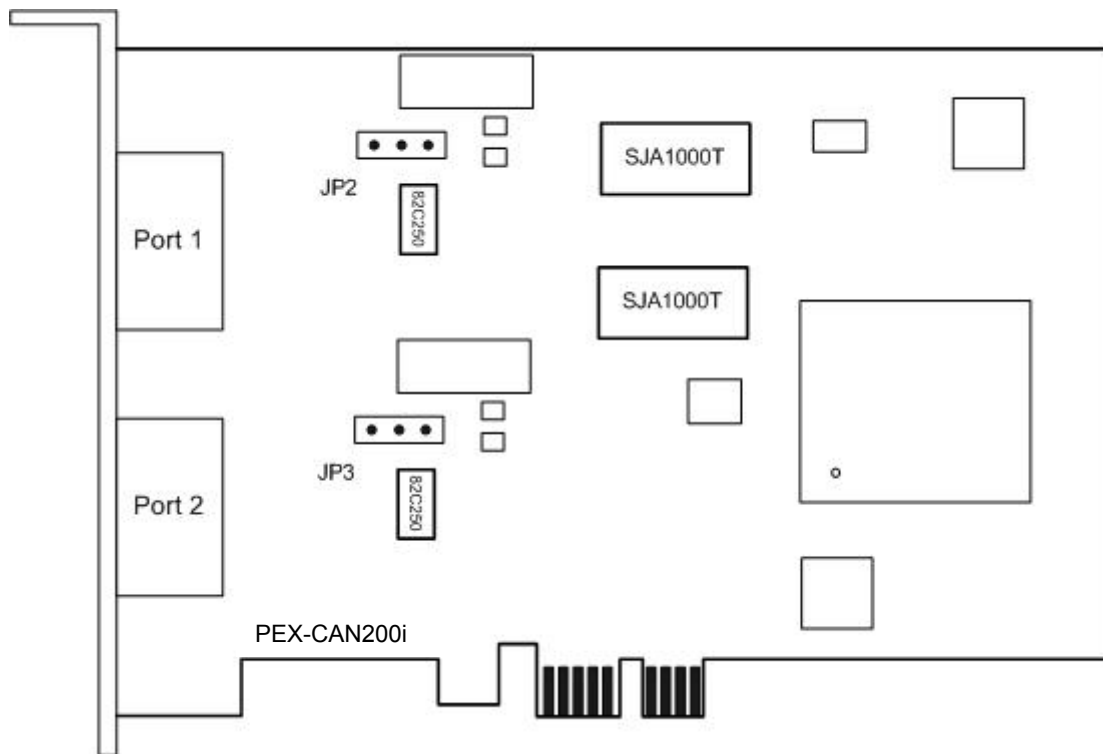 SJA1000T
JP2
82C250
Port 1
SJA1000T
JP3
82C250
Port 2
PEX-CAN200i